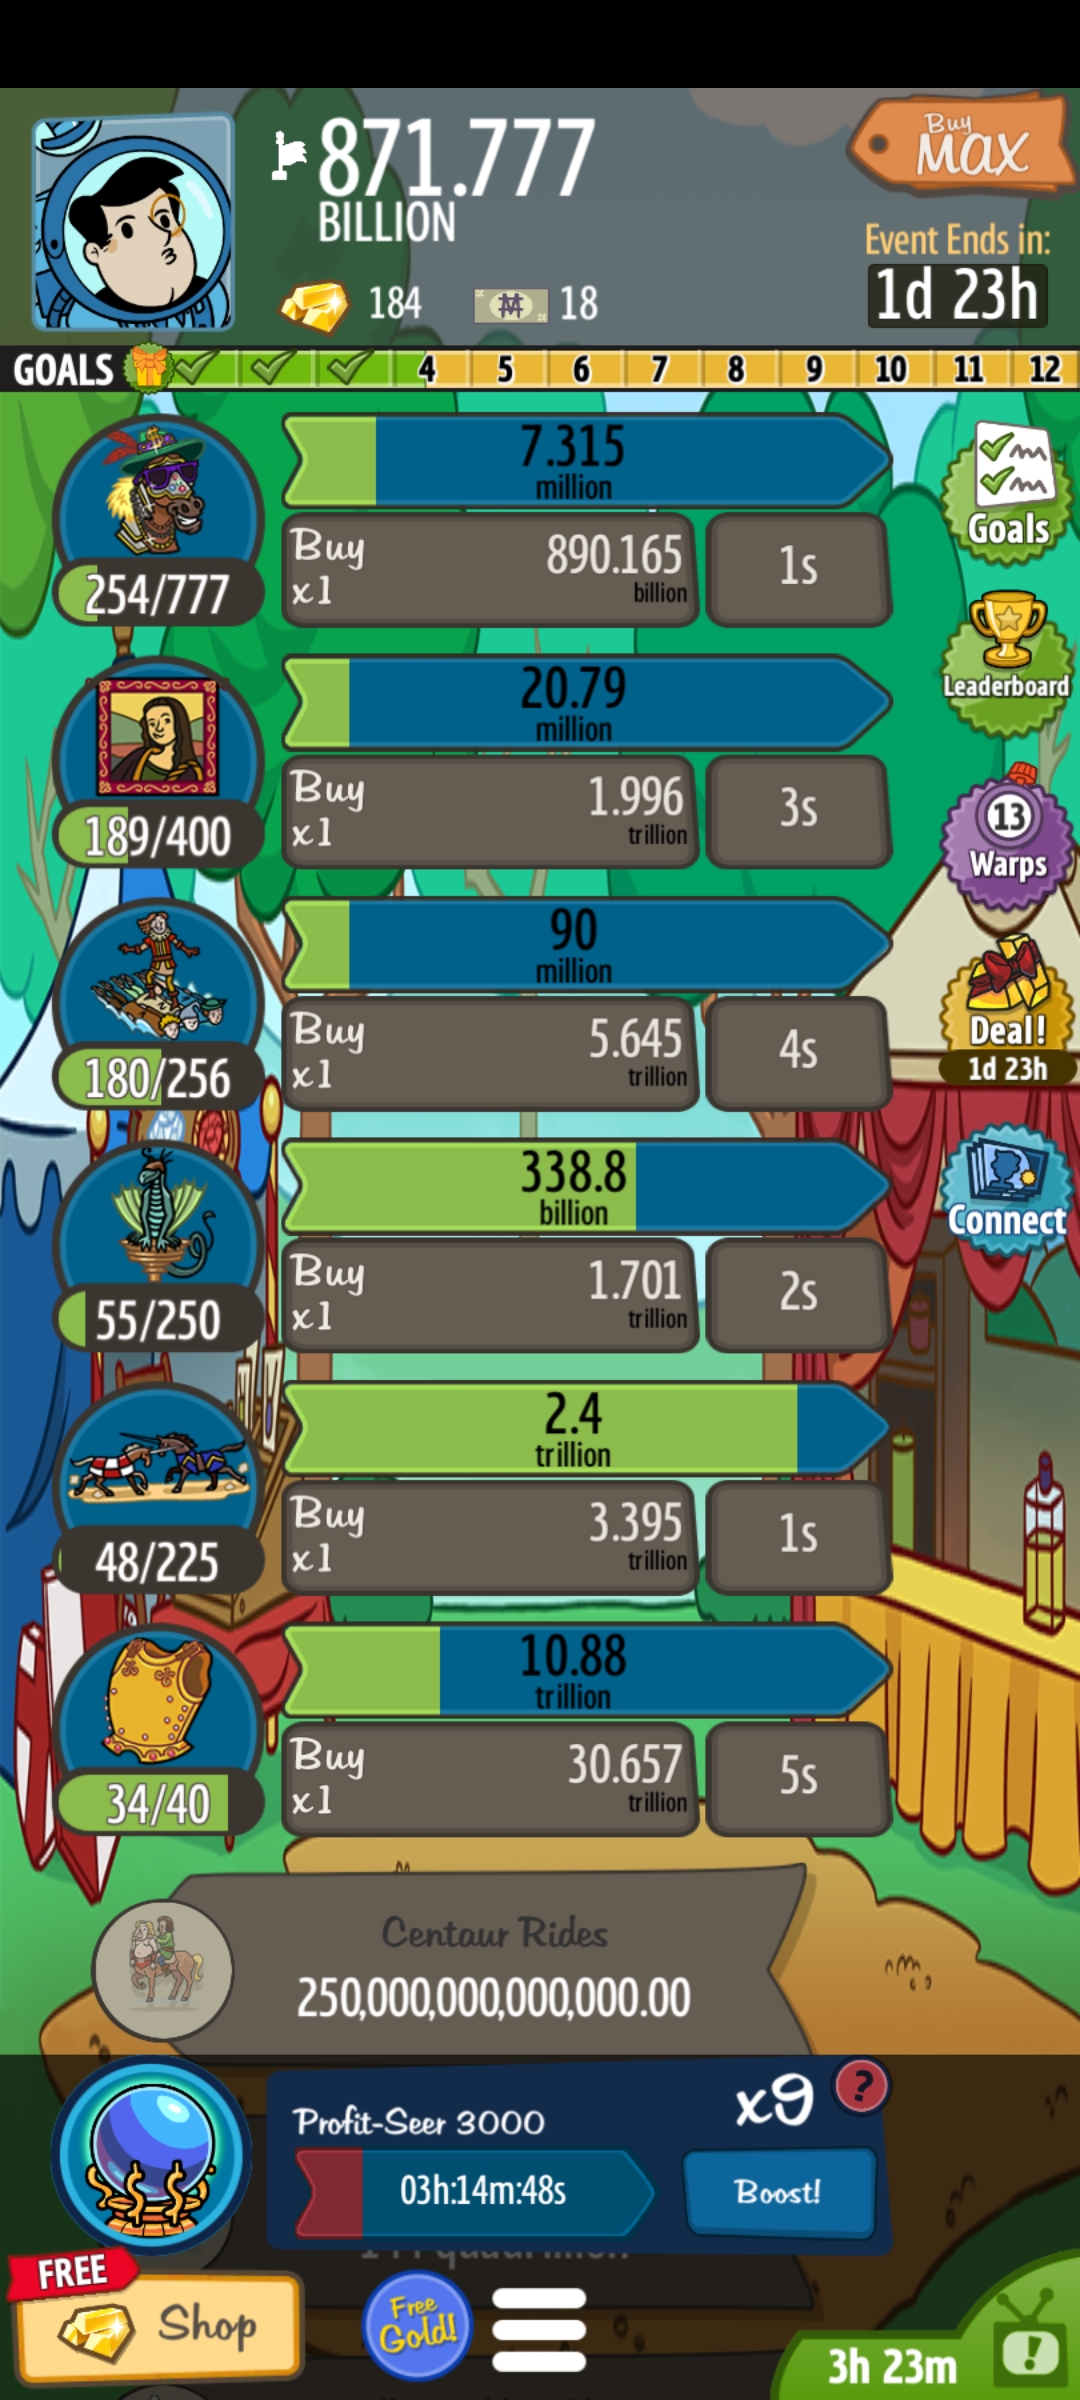 871.777
BILLION
Buy
MAX
Event Ends in:
1d 23h
184
18
GOALS 4 5 6 7 8 9 10 11 12
7.315
million
Buy
x1
890.165
billion
1s
254/777
Goals
20.79
million
Buy
x1
1.996
trillion
3s
189/400
Leaderboard
90
million
Buy
x1
5.645
trillion
4s
180/256
13
Warps
Deal!
1d 23h
338.8
billion
Buy
x1
1.701
trillion
2s
55/250
Connect
2.4
trillion
Buy
x1
3.395
trillion
1s
48/225
10.88
trillion
Buy
x1
30.657
trillion
5s
34/40
Centaur Rides
250,000,000,000,000.00
Profit-Seer 3000
x9
?
03h:14m:48s
Boost!
FREE
Shop
Free
Gold!
3h 23m
!